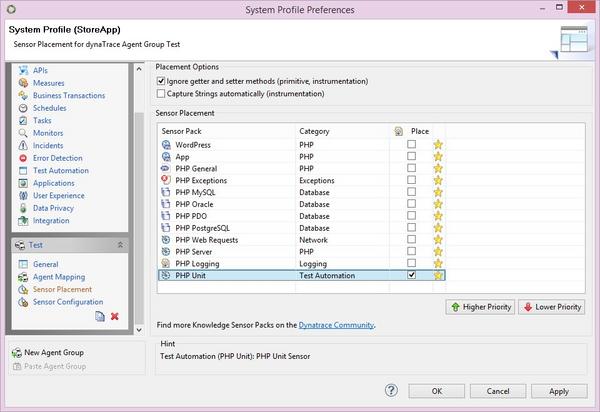 System Profile Preferences
System Profile (StoreApp)
Sensor Placement for dynaTrace Agent Group Test
APIs
Measures
Business Transactions
Schedules
Tasks
Monitors
Incidents
Error Detection
Test Automation
Applications
User Experience
Data Privacy
Integration
Test
General
Agent Mapping
Sensor Placement
Sensor Configuration
New Agent Group
Paste Agent Group
Placement Options
Ignore getter and setter methods (primitive, instrumentation)
Capture Strings automatically (instrumentation)
Sensor Placement
Sensor Pack Category Place
WordPress PHP
App PHP
PHP General PHP
PHP Exceptions Exceptions
PHP MySQL Database
PHP Oracle Database
PHP PDO Database
PHP PostgreSQL Database
PHP Web Requests Network
PHP Server PHP
PHP Logging Logging
PHP Unit Test Automation
Higher Priority Lower Priority
Find more Knowledge Sensor Packs on the Dynatrace Community.
Hint
Test Automation (PHP Unit): PHP Unit Sensor
OK Cancel Apply